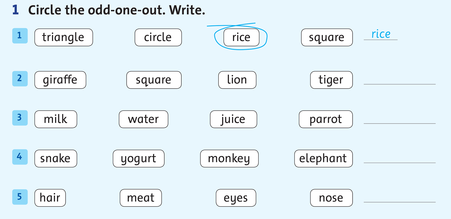 1 Circle the odd-one-out. Write.
1 triangle circle rice square rice
2 giraffe square lion tiger
3 milk water juice parrot
4 snake yogurt monkey elephant
5 hair meat eyes nose